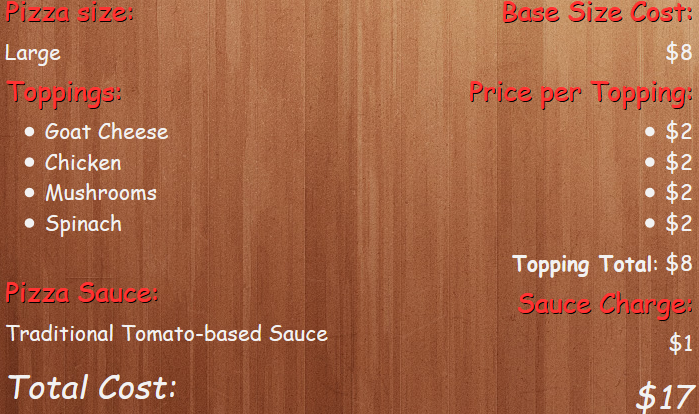 Pizza size: Base Size Cost:
Large $8
Toppings: Price per Topping:
• Goat Cheese • $2
• Chicken • $2
• Mushrooms • $2
• Spinach • $2
Topping Total: $8
Pizza Sauce: Sauce Charge:
Traditional Tomato-based Sauce $1
Total Cost: $17